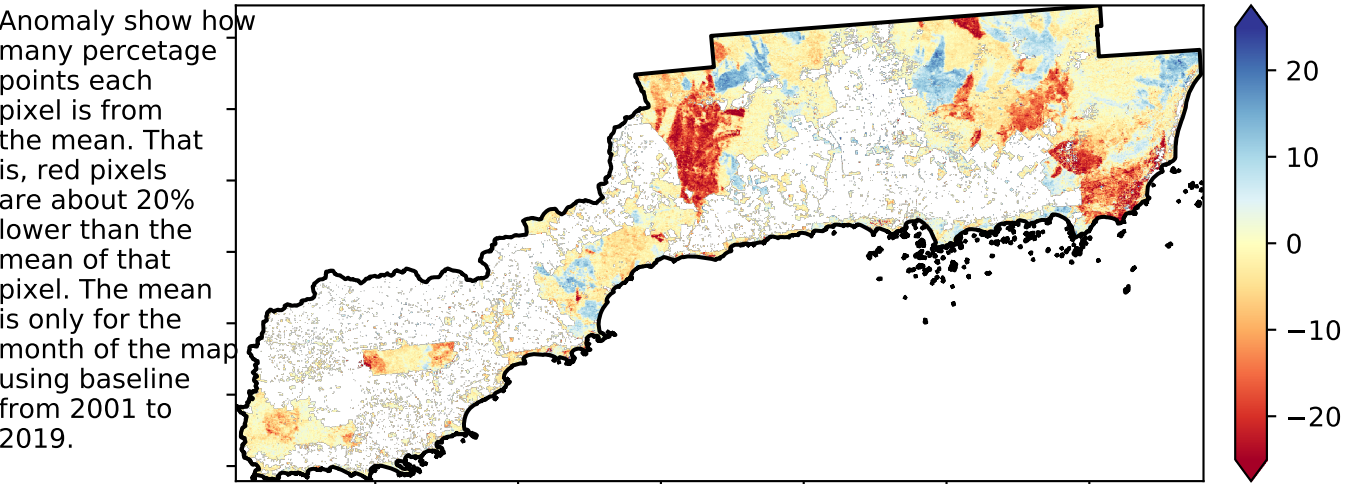 Anomaly show how
many percetage
points each
pixel is from
the mean. That
is, red pixels
are about 20%
lower than the
mean of that
pixel. The mean
is only for the
month of the map
using baseline
from 2001 to
2019.
20
10
0
−10
−20